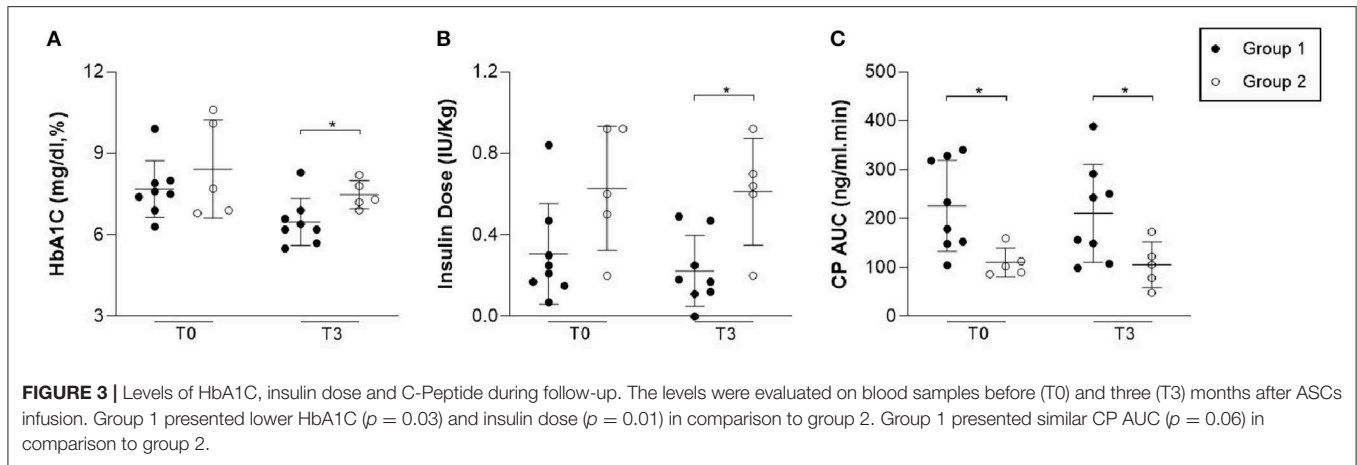 A
B
C
Group 1
Group 2
HbA1C (mg/dl,%)
12
9
6
3
*
T0
T3
Insulin Dose (IU/Kg)
1.2
0.8
0.4
0.0
*
T0
T3
CP AUC (ng/ml.min)
500
400
300
200
100
0
*
*
T0
T3
FIGURE 3 | Levels of HbA1C, insulin dose and C-Peptide during follow-up. The levels were evaluated on blood samples before (T0) and three (T3) months after ASCs
infusion. Group 1 presented lower HbA1C (p = 0.03) and insulin dose (p = 0.01) in comparison to group 2. Group 1 presented similar CP AUC (p = 0.06) in
comparison to group 2.